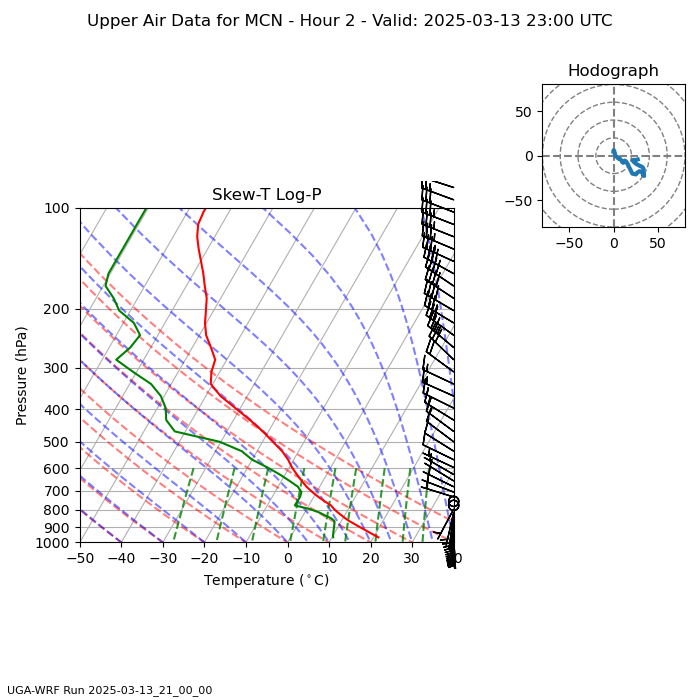 Upper Air Data for MCN - Hour 2 - Valid: 2025-03-13 23:00 UTC
Hodograph
50
0
−50
−50 0 50
Skew-T Log-P
100
200
300
400
500
600
700
800
900
1000
Pressure (hPa)
−50 −40 −30 −20 −10 0 10 20 30
Temperature (°C)
UGA-WRF Run 2025-03-13_21_00_00